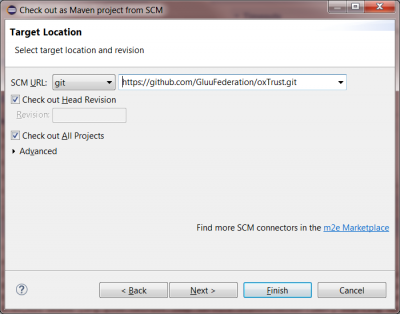 Check out as Maven project from SCM
Target Location
Select target location and revision
SCM URL: git https://github.com/GluuFederation/oxTrust.git
Check out Head Revision
Revision:
Check out All Projects
Advanced
Find more SCM connectors in the m2e Marketplace
? < Back Next > Finish Cancel